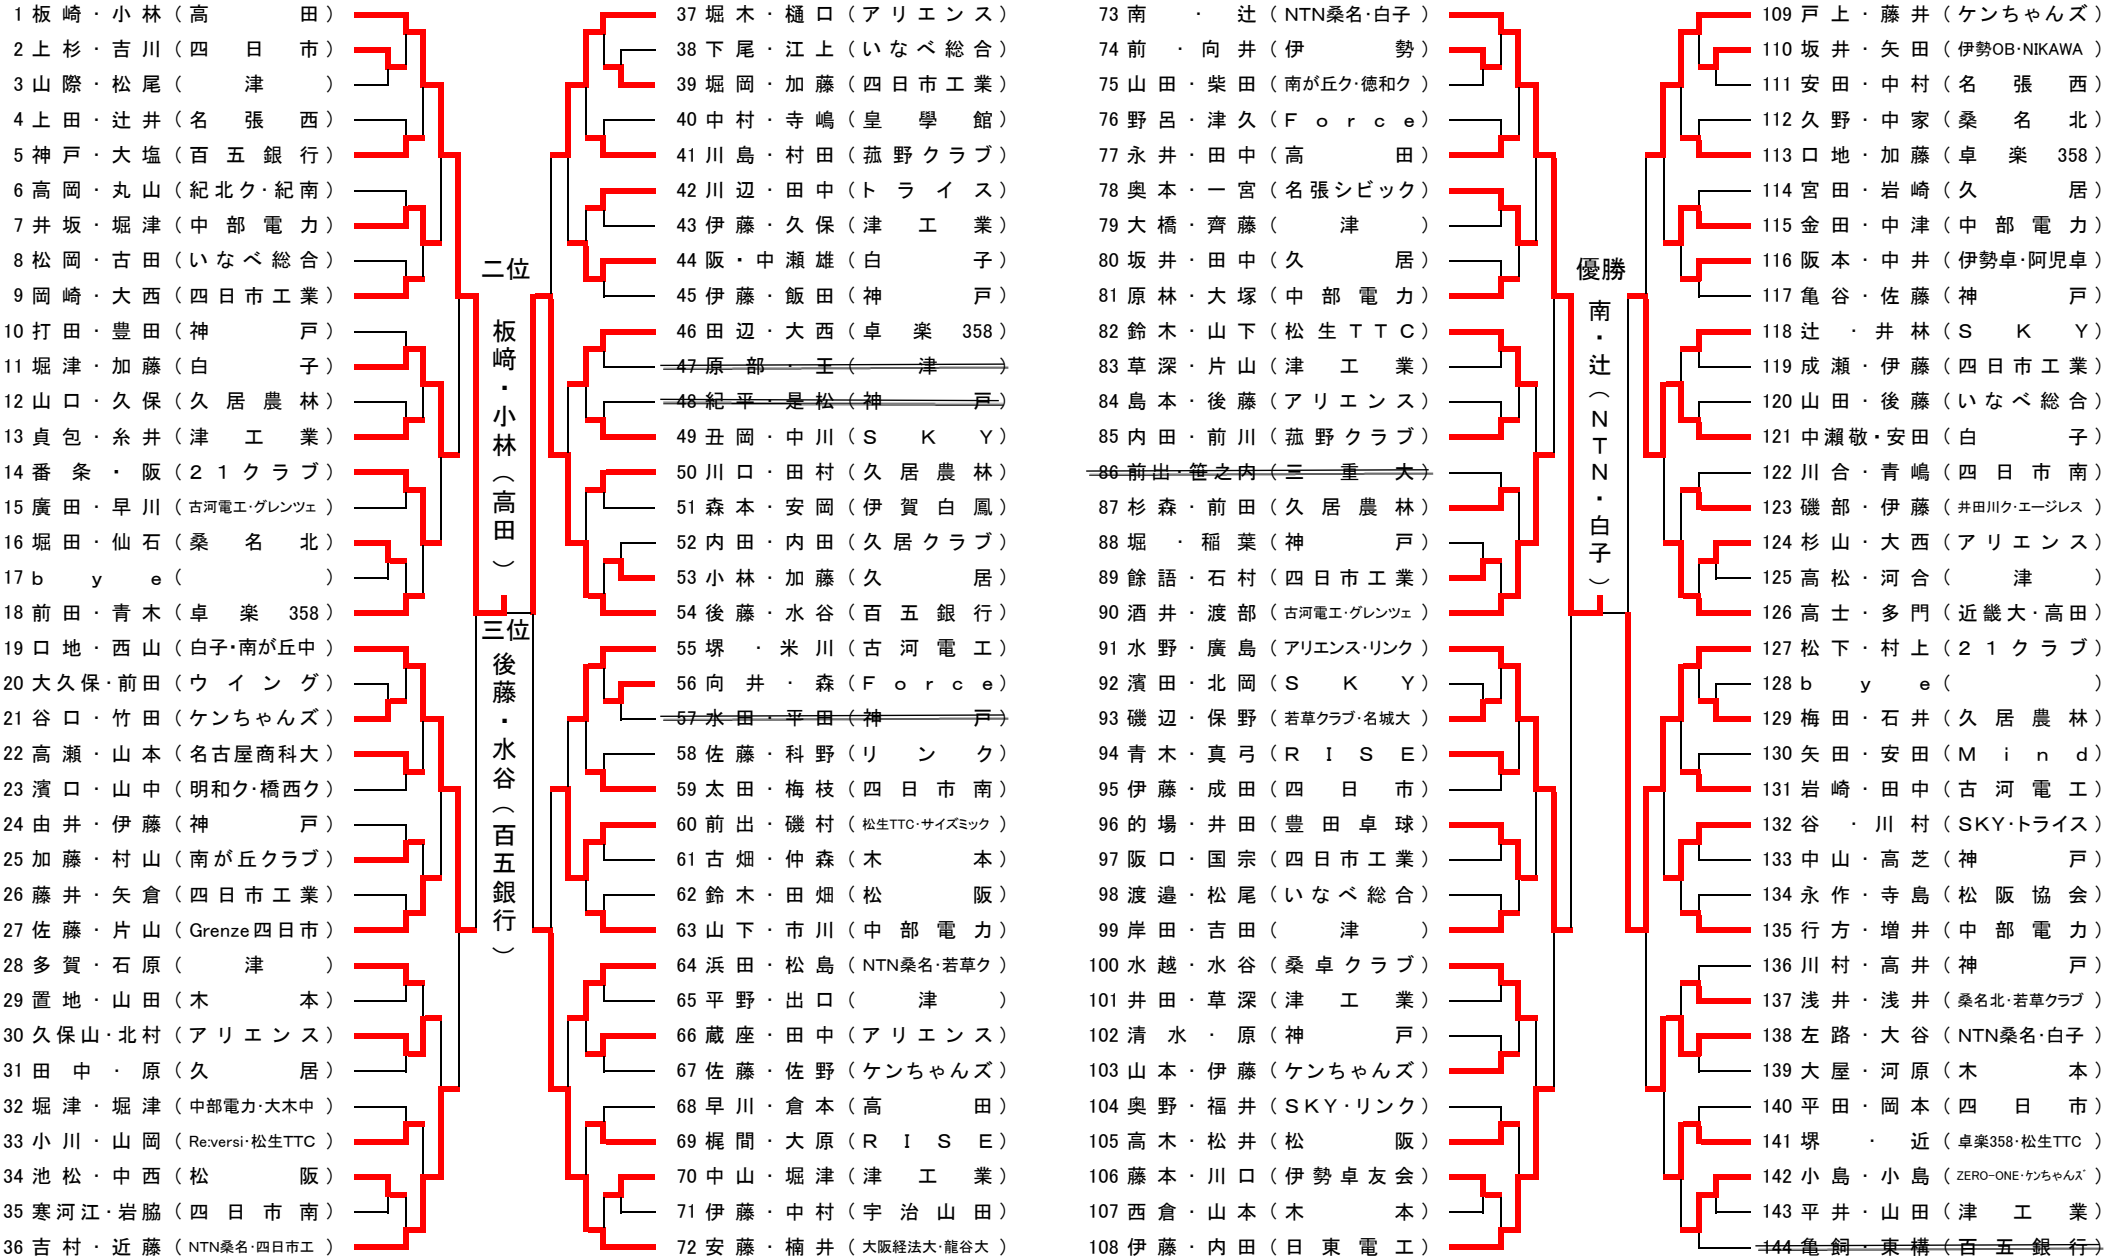 1 板崎・小林（高田）
2 上杉・吉川（四日市）
3 山際・松尾（津）
4 上田・辻井（名張西）
5 神戸・大塩（百五銀行）
6 高岡・丸山（紀北ク・紀南）
7 井坂・堀津（中部電力）
8 松岡・古田（いなべ総合）
9 岡崎・大西（四日市工業）
10 打田・豊田（神戸）
11 堀津・加藤（白子）
12 山口・久保（久居農林）
13 貞包・糸井（津工業）
14 番条・阪（２１クラブ）
15 廣田・早川（古河電工・グレンツェ）
16 堀田・仙石（桑名北）
17 ｂｙｅ（　）
18 前田・青木（卓楽358）
19 口地・西山（白子・南が丘中）
20 大久保・前田（ウイング）
21 谷口・竹田（ケンちゃんズ）
22 高瀬・山本（名古屋商科大）
23 濱口・山中（明和ク・橋西ク）
24 由井・伊藤（神戸）
25 加藤・村山（南が丘クラブ）
26 藤井・矢倉（四日市工業）
27 佐藤・片山（Grenze四日市）
28 多賀・石原（津）
29 置地・山田（木本）
30 久保山・北村（アリエンス）
31 田中・原（久居）
32 堀津・堀津（中部電力・大木中）
33 小川・山岡（Re:versi・松生TTC）
34 池松・中西（松阪）
35 寒河江・岩脇（四日市南）
36 吉村・近藤（NTN桑名・四日市工）
二位
板﨑・小林（高田）
三位
後藤・水谷（百五銀行）
37 堀木・樋口（アリエンス）
38 下尾・江上（いなべ総合）
39 堀岡・加藤（四日市工業）
40 中村・寺嶋（皇學館）
41 川島・村田（菰野クラブ）
42 川辺・田中（トライス）
43 伊藤・久保（津工業）
44 阪・中瀬雄（白子）
45 伊藤・飯田（神戸）
46 田辺・大西（卓楽358）
47 原部・王（津）
48 紀平・是松（神戸）
49 丑岡・中川（ＳＫＹ）
50 川口・田村（久居農林）
51 森本・安岡（伊賀白鳳）
52 内田・内田（久居クラブ）
53 小林・加藤（久居）
54 後藤・水谷（百五銀行）
55 堺・米川（古河電工）
56 向井・森（Ｆｏｒｃｅ）
57 水田・平田（神戸）
58 佐藤・科野（リンク）
59 太田・梅枝（四日市南）
60 前出・磯村（松生TTC・サイズミック）
61 古畑・仲森（木本）
62 鈴木・田畑（松阪）
63 山下・市川（中部電力）
64 浜田・松島（NTN桑名・若草ク）
65 平野・出口（津）
66 蔵座・田中（アリエンス）
67 佐藤・佐野（ケンちゃんズ）
68 早川・倉本（高田）
69 梶間・大原（ＲＩＳＥ）
70 中山・堀津（津工業）
71 伊藤・中村（宇治山田）
72 安藤・楠井（大阪経法大・龍谷大）
73 南・辻（NTN桑名・白子）
74 前・向井（伊勢）
75 山田・柴田（南が丘ク・徳和ク）
76 野呂・津久（Ｆｏｒｃｅ）
77 永井・田中（高田）
78 奥本・一宮（名張シビック）
79 大橋・齊藤（津）
80 坂井・田中（久居）
81 原林・大塚（中部電力）
82 鈴木・山下（松生ＴＴＣ）
83 草深・片山（津工業）
84 島本・後藤（アリエンス）
85 内田・前川（菰野クラブ）
86 前出・笹之内（三重大）
87 杉森・前田（久居農林）
88 堀・稲葉（神戸）
89 餘語・石村（四日市工業）
90 酒井・渡部（古河電工・グレンツェ）
91 水野・廣島（アリエンス・リンク）
92 濱田・北岡（ＳＫＹ）
93 磯辺・保野（若草クラブ・名城大）
94 青木・真弓（ＲＩＳＥ）
95 伊藤・成田（四日市）
96 的場・井田（豊田卓球）
97 阪口・国宗（四日市工業）
98 渡邉・松尾（いなべ総合）
99 岸田・吉田（津）
100 水越・水谷（桑卓クラブ）
101 井田・草深（津工業）
102 清水・原（神戸）
103 山本・伊藤（ケンちゃんズ）
104 奥野・福井（ＳＫＹ・リンク）
105 高木・松井（松阪）
106 藤本・川口（伊勢卓友会）
107 西倉・山本（木本）
108 伊藤・内田（日東電工）
優勝
南・辻（ＮＴＮ・白子）
109 戸上・藤井（ケンちゃんズ）
110 坂井・矢田（伊勢OB・NIKAWA）
111 安田・中村（名張西）
112 久野・中家（桑名北）
113 口地・加藤（卓楽358）
114 宮田・岩崎（久居）
115 金田・中津（中部電力）
116 阪本・中井（伊勢卓・阿児卓）
117 亀谷・佐藤（神戸）
118 辻・井林（ＳＫＹ）
119 成瀬・伊藤（四日市工業）
120 山田・後藤（いなべ総合）
121 中瀬敬・安田（白子）
122 川合・青嶋（四日市南）
123 磯部・伊藤（井田川ク・エージレス）
124 杉山・大西（アリエンス）
125 高松・河合（津）
126 高士・多門（近畿大・高田）
127 松下・村上（２１クラブ）
128 ｂｙｅ（　）
129 梅田・石井（久居農林）
130 矢田・安田（Ｍｉｎｄ）
131 岩崎・田中（古河電工）
132 谷・川村（SKY・トライス）
133 中山・高芝（神戸）
134 永作・寺島（松阪協会）
135 行方・増井（中部電力）
136 川村・高井（神戸）
137 浅井・浅井（桑名北・若草クラブ）
138 左路・大谷（NTN桑名・白子）
139 大屋・河原（木本）
140 平田・岡本（四日市）
141 堺・近（卓楽358・松生TTC）
142 小島・小島（ZERO-ONE・ケンちゃんズ）
143 平井・山田（津工業）
144 亀飼・東構（百五銀行）